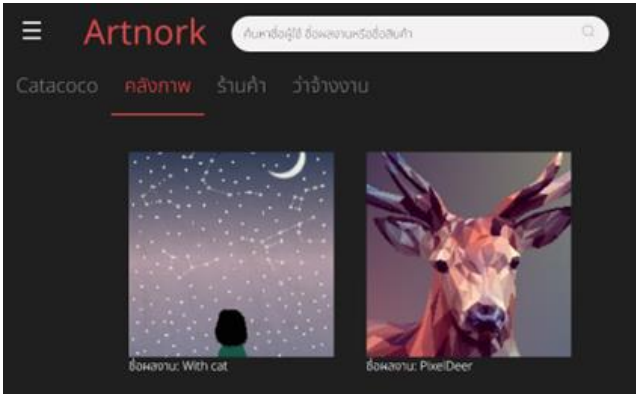 Artnork
ค้นหาชื่อผู้ใช้ ชื่อผลงานหรือชื่อสินค้า
Catacoco คลังภาพ ร้านค้า ว่าจ้างงาน
ชื่อผลงาน: With cat
ชื่อผลงาน: PixelDeer